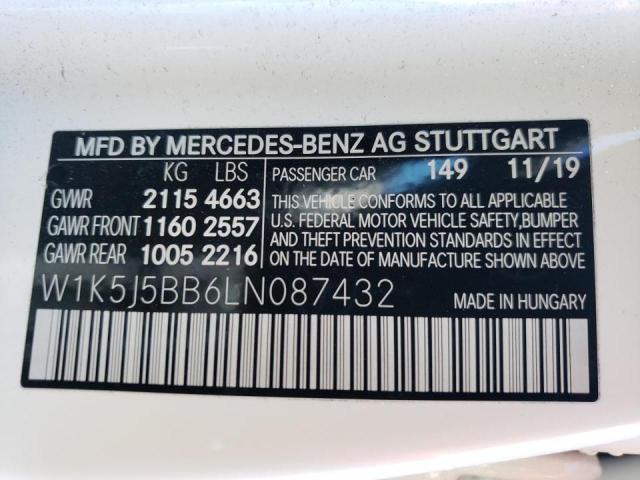 MFD BY MERCEDES-BENZ AG STUTTGART
KG LBS
GVWR 2115 4663
GAWR FRONT 1160 2557
GAWR REAR 1005 2216
PASSENGER CAR 149 11/19
THIS VEHICLE CONFORMS TO ALL APPLICABLE
U.S. FEDERAL MOTOR VEHICLE SAFETY,BUMPER
AND THEFT PREVENTION STANDARDS IN EFFECT
ON THE DATE OF MANUFACTURE SHOWN ABOVE.
W1K5J5BB6LN087432
MADE IN HUNGARY